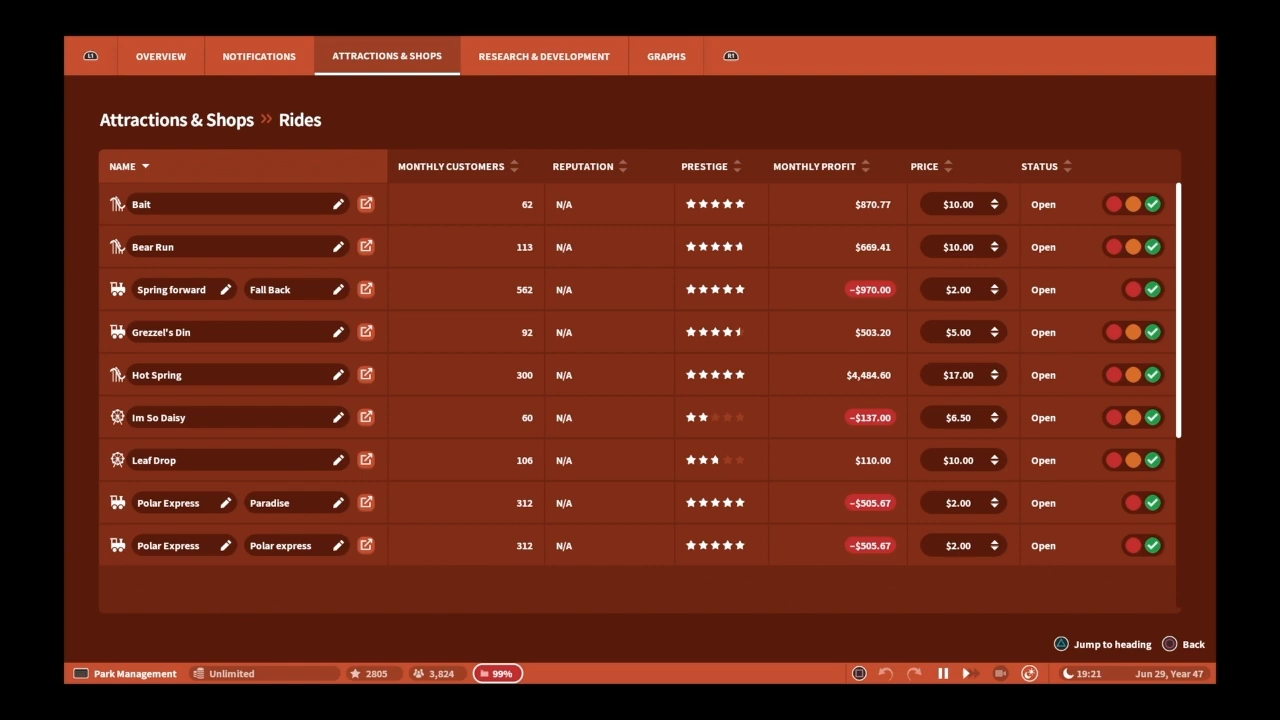 L1 OVERVIEW NOTIFICATIONS ATTRACTIONS & SHOPS RESEARCH & DEVELOPMENT GRAPHS R1
Attractions & Shops » Rides
NAME MONTHLY CUSTOMERS REPUTATION PRESTIGE MONTHLY PROFIT PRICE STATUS
Bait 62 N/A $870.77 $10.00 Open
Bear Run 113 N/A $669.41 $10.00 Open
Spring forward Fall Back 562 N/A -$970.00 $2.00 Open
Grezzel's Din 92 N/A $503.20 $5.00 Open
Hot Spring 300 N/A $4,484.60 $17.00 Open
Im So Daisy 60 N/A -$137.00 $6.50 Open
Leaf Drop 106 N/A $110.00 $10.00 Open
Polar Express Paradise 312 N/A -$505.67 $2.00 Open
Polar Express Polar express 312 N/A -$505.67 $2.00 Open
Jump to heading Back
Park Management Unlimited 2805 3,824 99% 19:21 Jun 29, Year 47